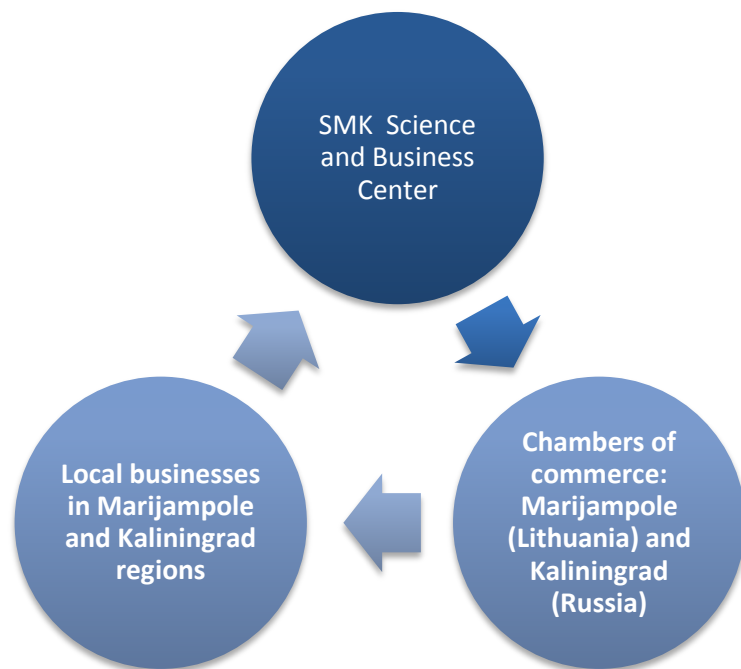 SMK  Science
and Business
Center
Local businesses
in Marijampole
and Kaliningrad
regions
Chambers of
commerce:
Marijampole
(Lithuania) and
Kaliningrad
(Russia)